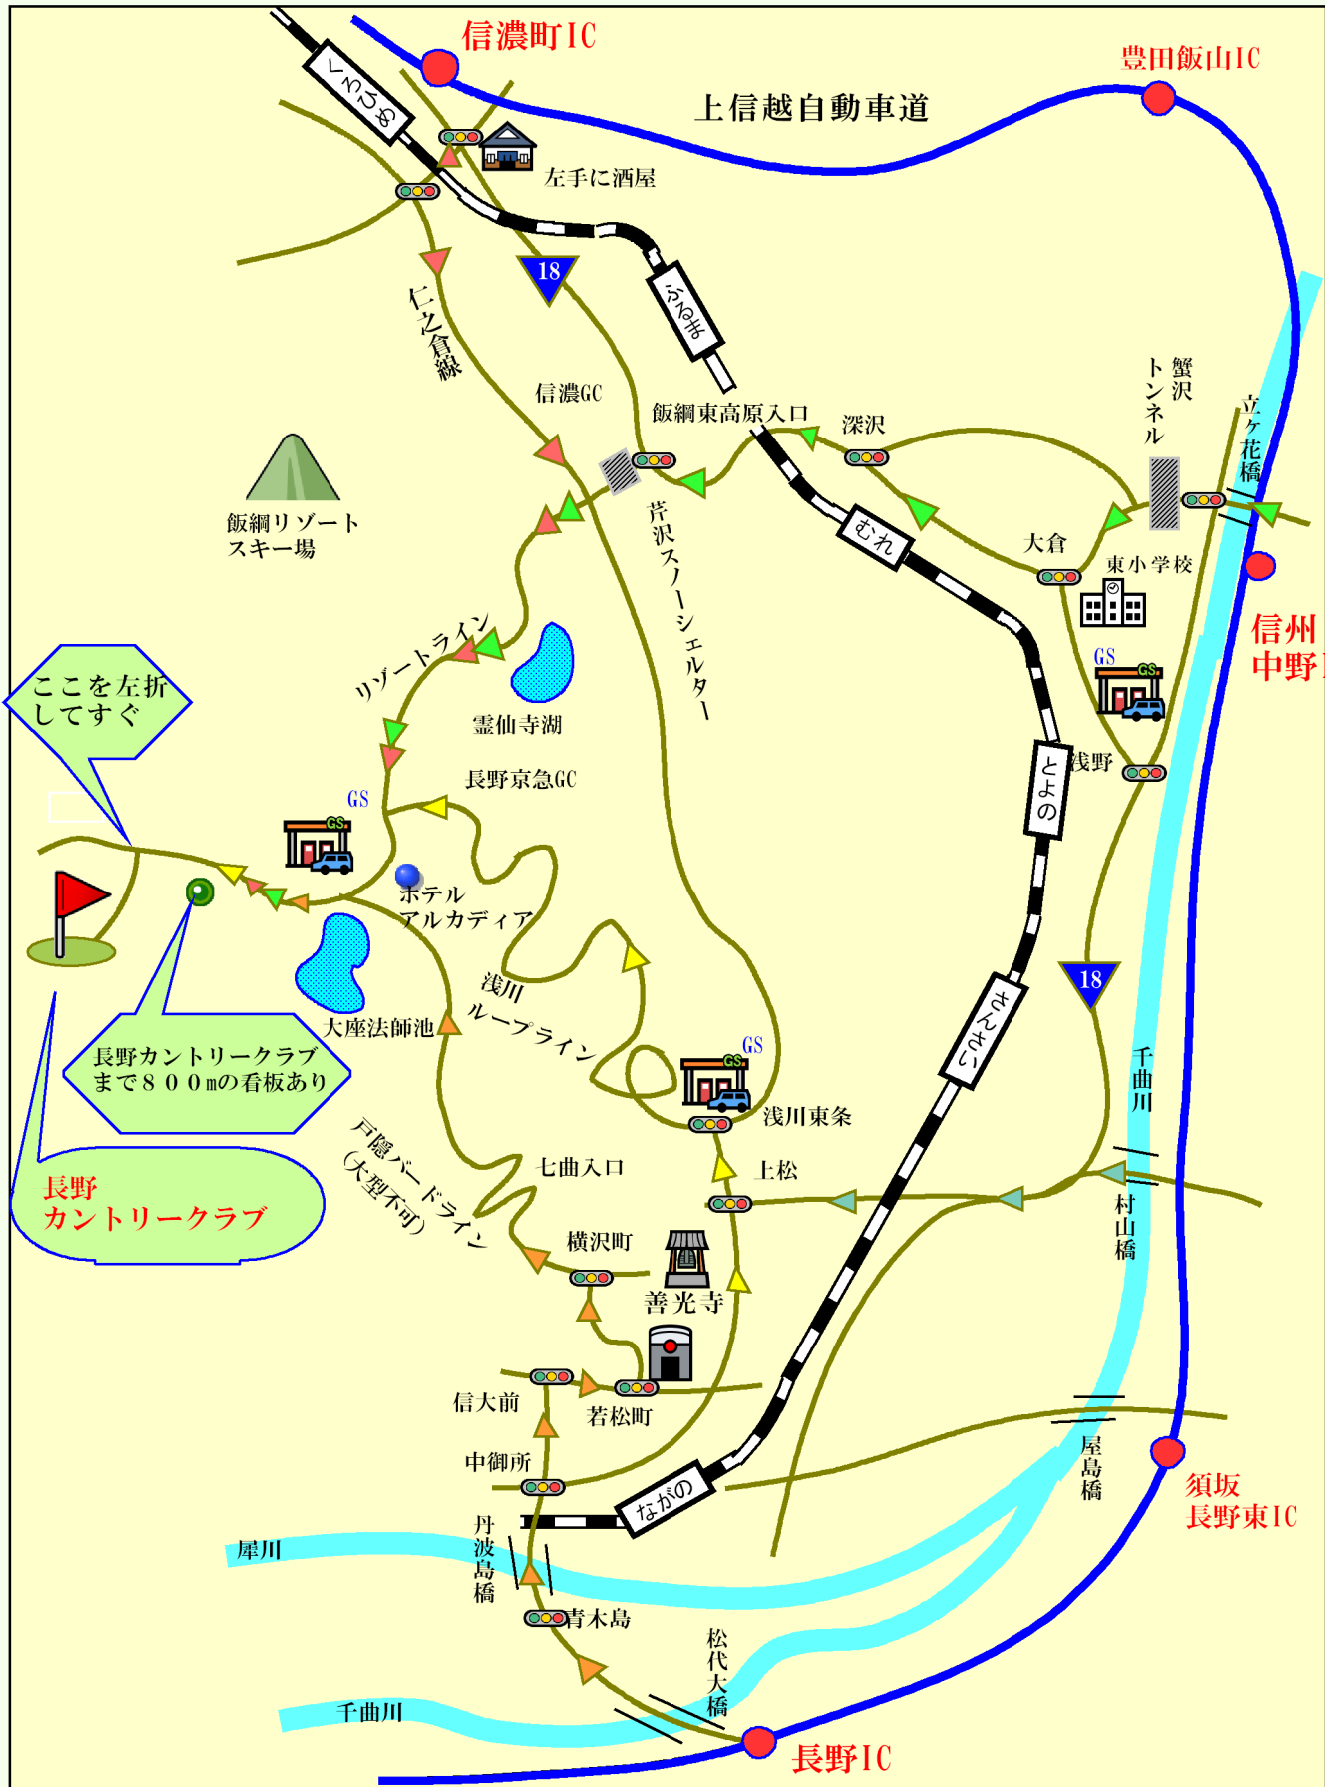 信濃町IC
豊田飯山IC
上信越自動車道
くろひめ
左手に酒屋
18
ふるま
仁之倉線
信濃GC
飯綱東高原入口
深沢
蟹沢
トンネル
立ヶ花橋
飯綱リゾート
スキー場
芹沢スノーシェルター
むれ
大倉
東小学校
信州
中野I
GS
GS
リゾートライン
霊仙寺湖
ここを左折
してすぐ
長野京急GC
浅野
とよの
GS
GS
ホテル
アルカディア
18
浅川
ループライン
さんさい
大座法師池
長野カントリークラブ
まで８００mの看板あり
GS
GS
千曲川
浅川東条
戸隠バードライン
(大型不可)
七曲入口
上松
長野
カントリークラブ
村山橋
横沢町
善光寺
信大前
若松町
中御所
ながの
屋島橋
須坂
長野東IC
丹波島橋
犀川
青木島
松代大橋
千曲川
長野IC